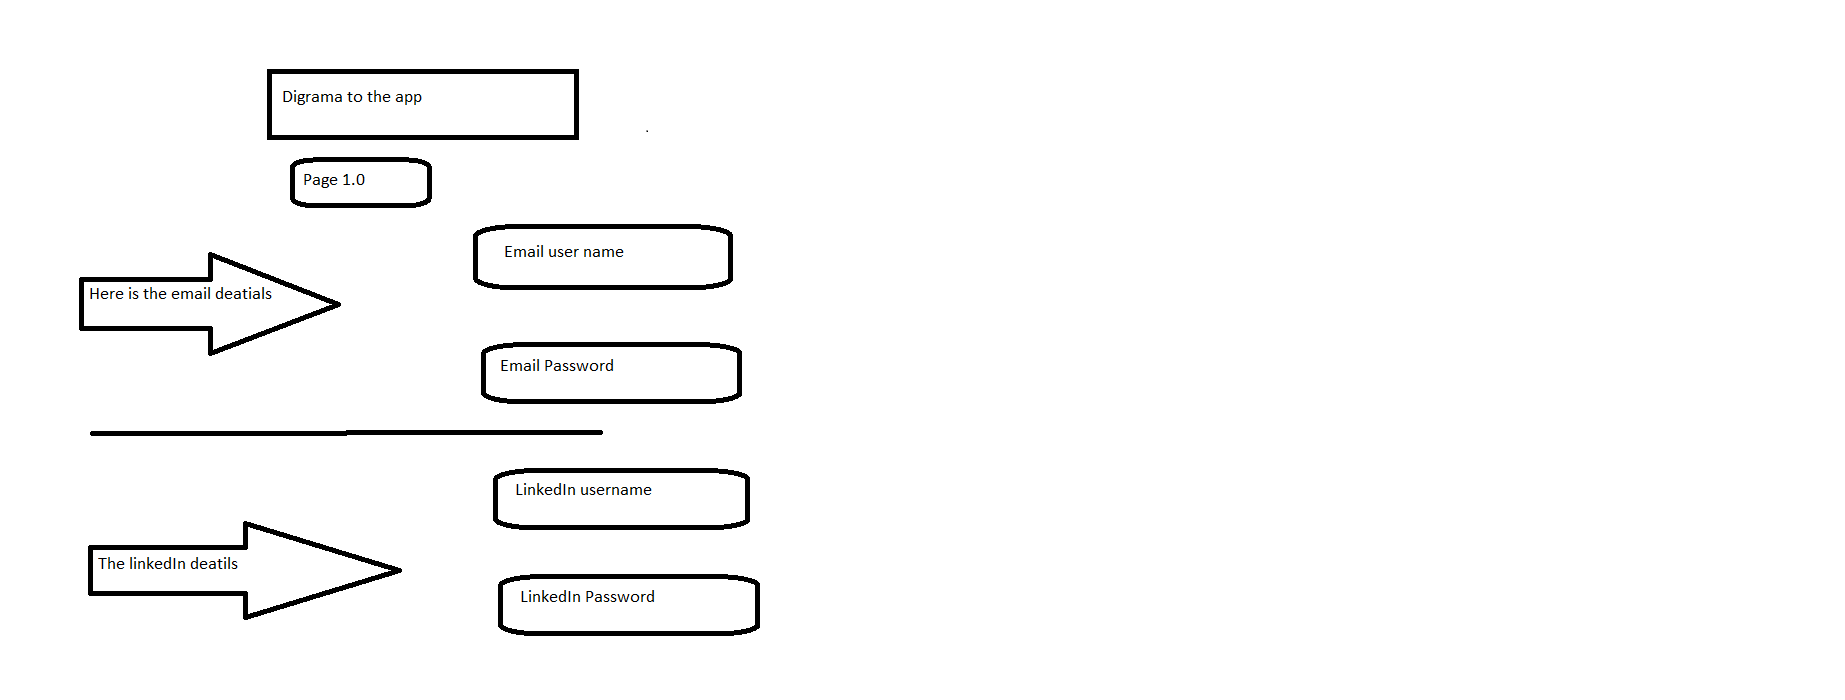 Digrama to the app
Page 1.0
Email user name
Here is the email deatials
Email Password
LinkedIn username
The linkedIn deatils
LinkedIn Password